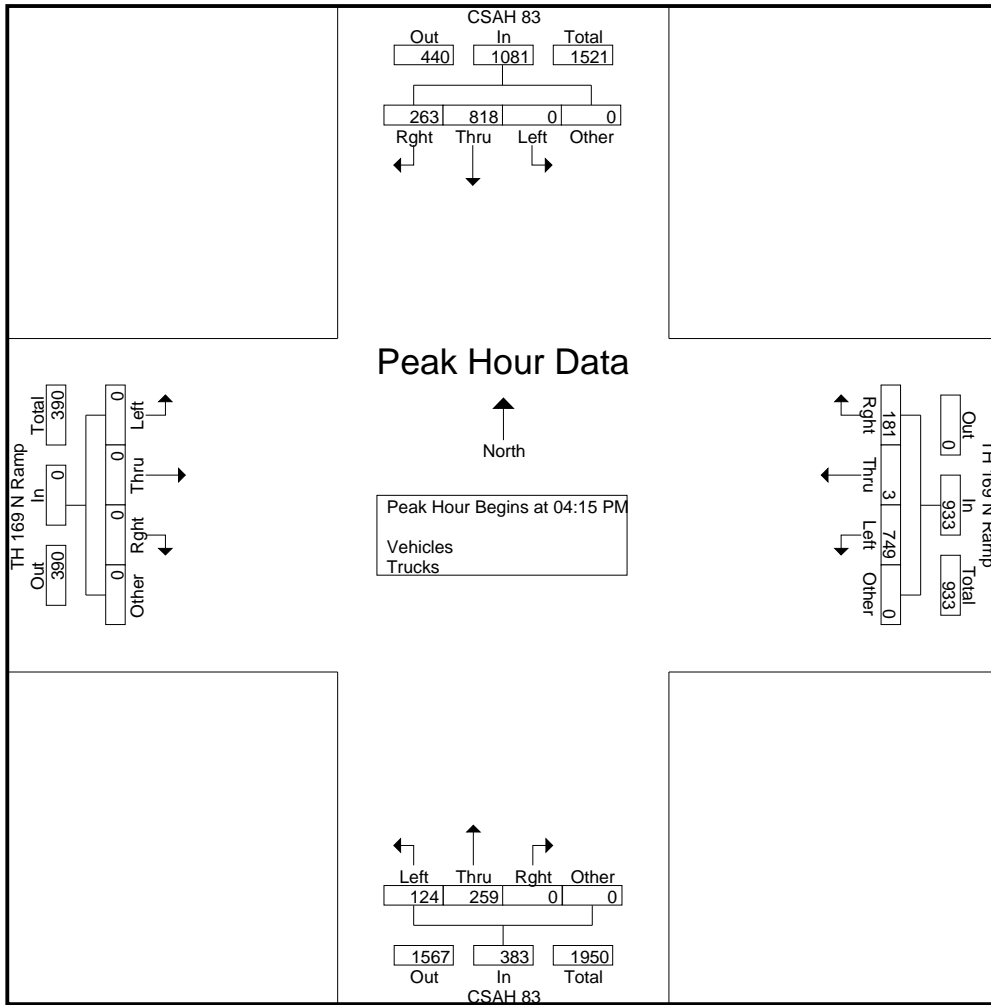 CSAH 83
Out In Total
440 1081 1521
263 818 0 0
Rght Thru Left Other
Peak Hour Data
North
Peak Hour Begins at 04:15 PM
Vehicles
Trucks
TH 169 N Ramp
Out In Total
390 0 390
Left Thru Rght Other
0 0 0 0
TH 169 N Ramp
Out In Total
0 933 933
Rght Thru Left Other
181 3 749 0
Left Thru Rght Other
124 259 0 0
1567 383 1950
Out In Total
CSAH 83